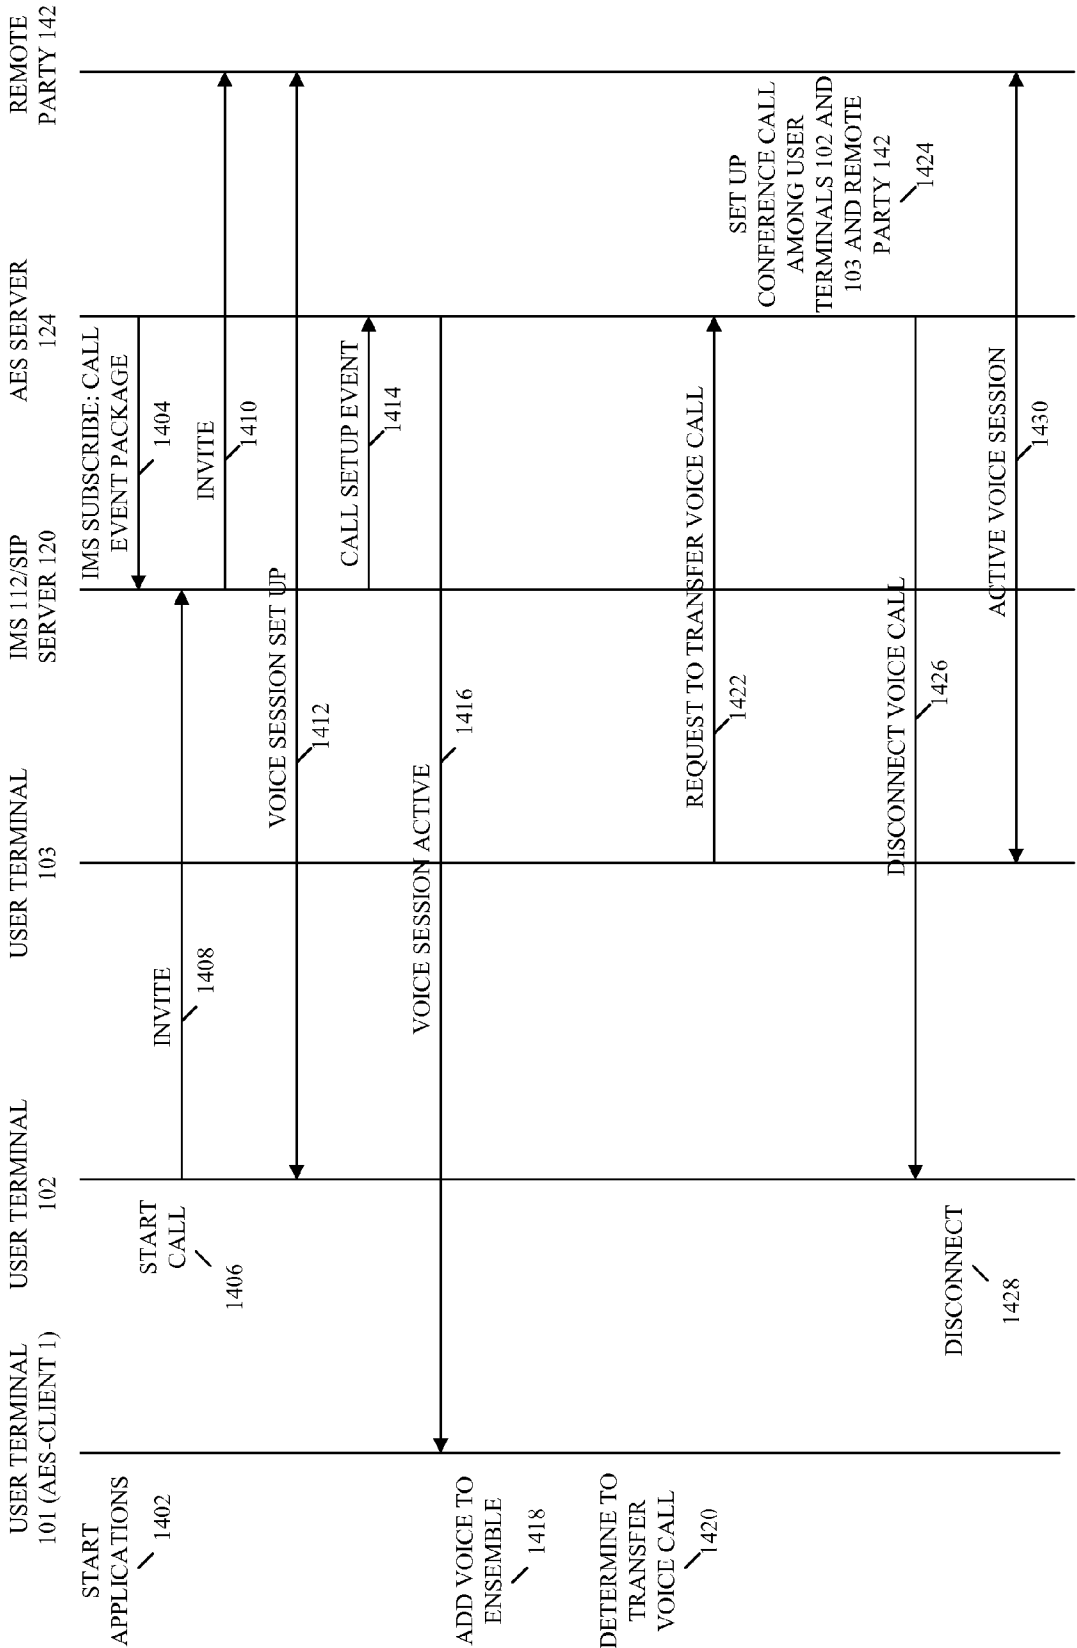 USER TERMINAL
101 (AES-CLIENT 1)
USER TERMINAL
102
USER TERMINAL
103
IMS 112/SIP
SERVER 120
AES SERVER
124
REMOTE
PARTY 142
START
APPLICATIONS
1402
IMS SUBSCRIBE: CALL
EVENT PACKAGE
1404
START
CALL
1406
INVITE
1408
INVITE
1410
VOICE SESSION SET UP
1412
CALL SETUP EVENT
1414
VOICE SESSION ACTIVE
1416
ADD VOICE TO
ENSEMBLE
1418
DETERMINE TO
TRANSFER
VOICE CALL
1420
REQUEST TO TRANSFER VOICE CALL
1422
SET UP
CONFERENCE CALL
AMONG USER
TERMINALS 102 AND
103 AND REMOTE
PARTY 142
1424
DISCONNECT VOICE CALL
1426
DISCONNECT
1428
ACTIVE VOICE SESSION
1430